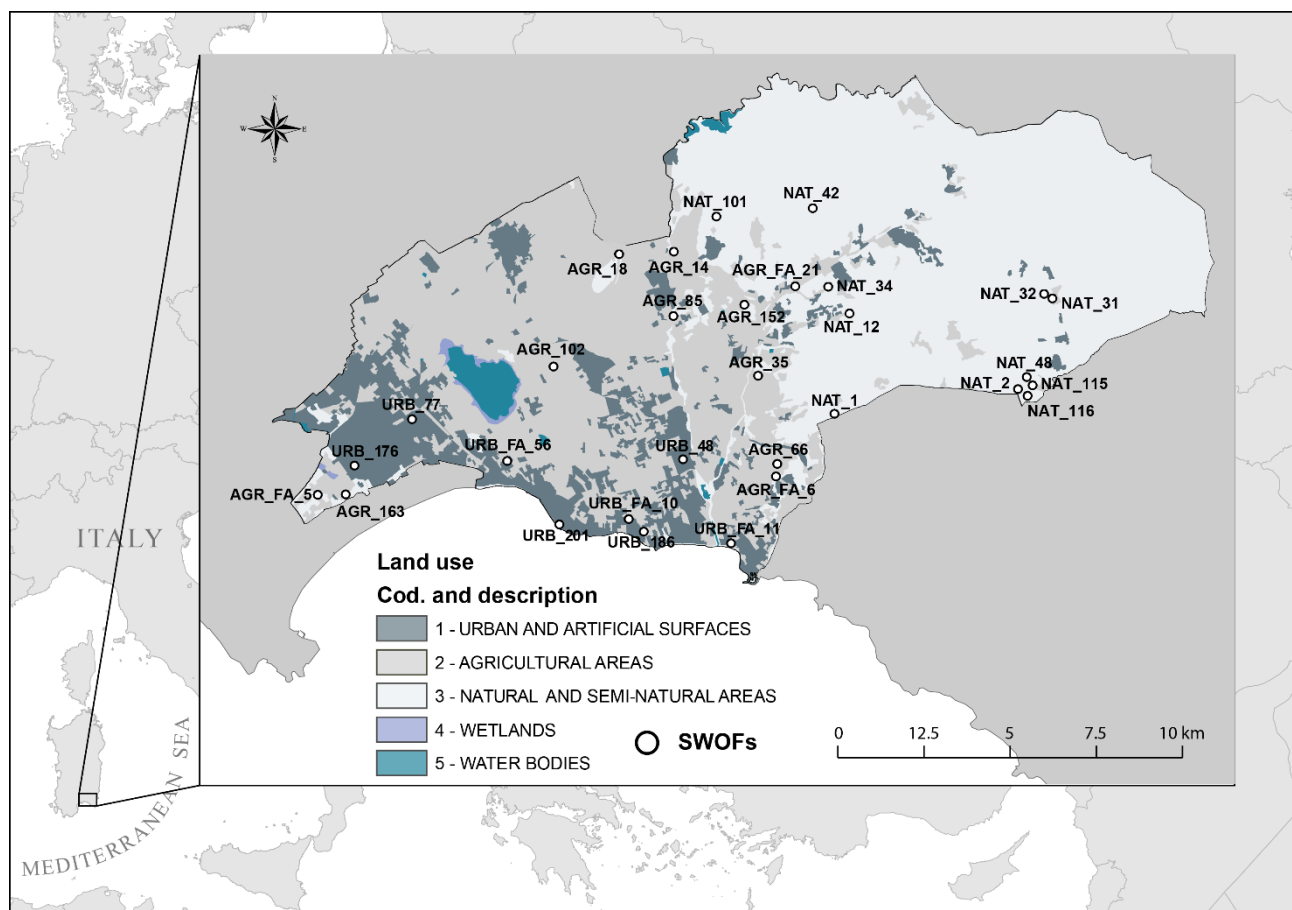 N
W E
S
NAT_42
NAT_101
AGR_18
AGR_14
AGR_FA_21
NAT_34
NAT_32
NAT_31
AGR_85
AGR_152
NAT_12
AGR_102
AGR_35
NAT_48
NAT_2
NAT_115
NAT_116
NAT_1
URB_77
URB_176
URB_FA_56
URB_48
AGR_66
AGR_FA_6
AGR_FA_5
AGR_163
URB_FA_10
URB_201
URB_186
URB_FA_11
ITALY
Land use
Cod. and description
1 - URBAN AND ARTIFICIAL SURFACES
2 - AGRICULTURAL AREAS
3 - NATURAL AND SEMI-NATURAL AREAS
4 - WETLANDS
5 - WATER BODIES
SWOFs
0 12.5 5 7.5 10 km
MEDITERRANEAN SEA